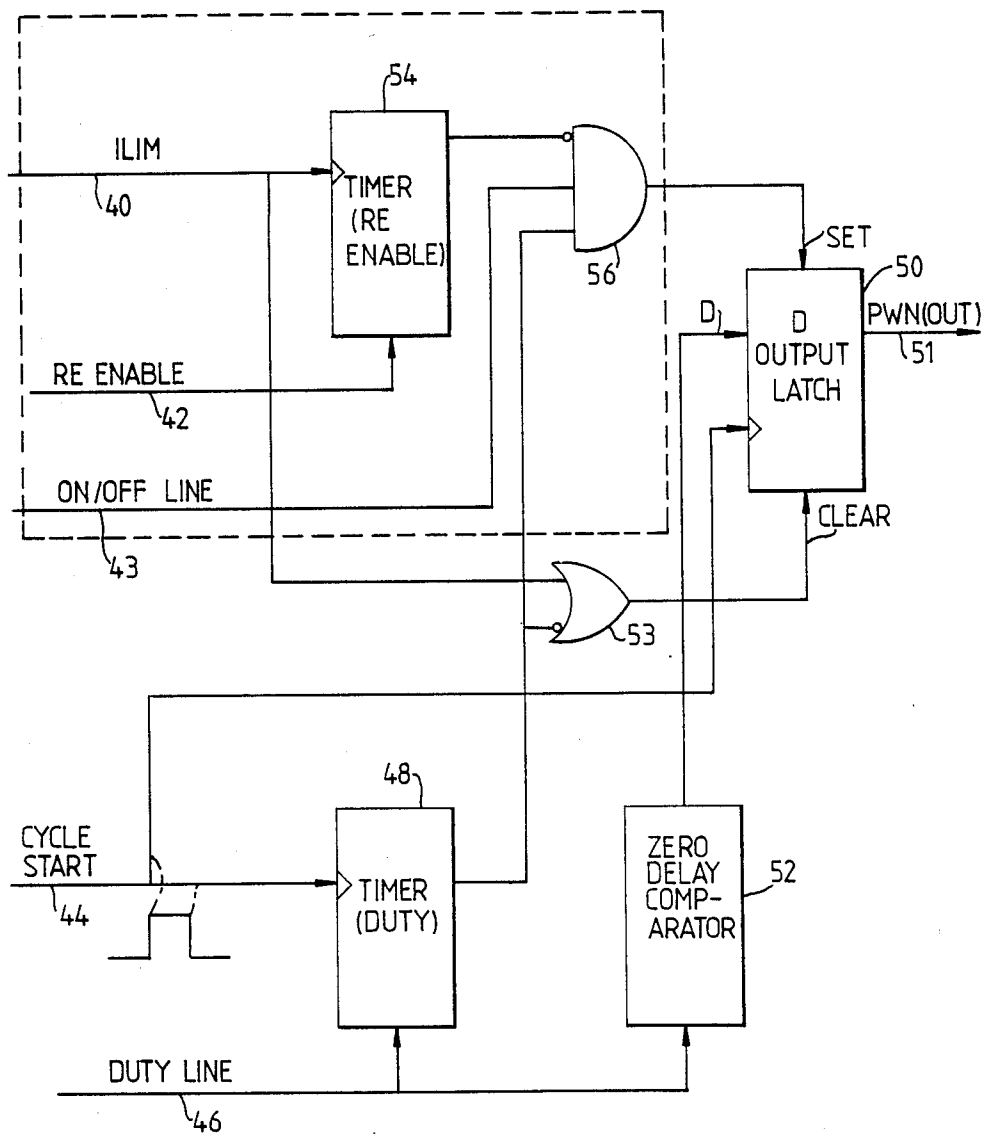 54
ILIM
40
TIMER
(RE
ENABLE)
56
SET
50
D
D
OUTPUT
LATCH
PWN(OUT)
51
RE ENABLE
42
ON/OFF LINE
43
CLEAR
53
48
CYCLE
START
44
TIMER
(DUTY)
ZERO
DELAY
COMP-
ARATOR
52
DUTY LINE
46